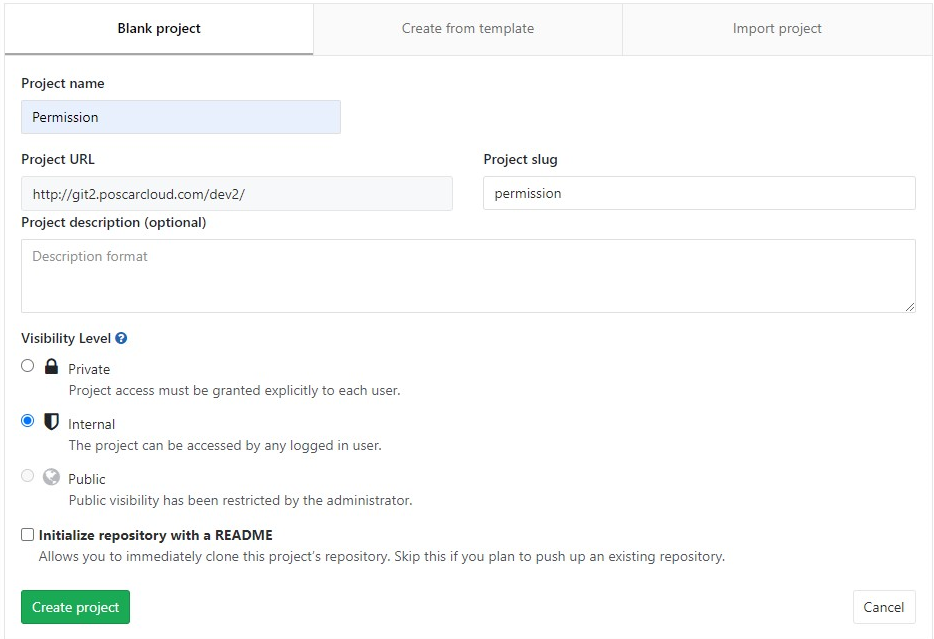 Blank project
Create from template
Import project
Project name
Permission
Project URL
Project slug
http://git2.poscarcloud.com/dev2/
permission
Project description (optional)
Description format
Visibility Level ?
Private
Project access must be granted explicitly to each user.
Internal
The project can be accessed by any logged in user.
Public
Public visibility has been restricted by the administrator.
Initialize repository with a README
Allows you to immediately clone this project’s repository. Skip this if you plan to push up an existing repository.
Create project
Cancel